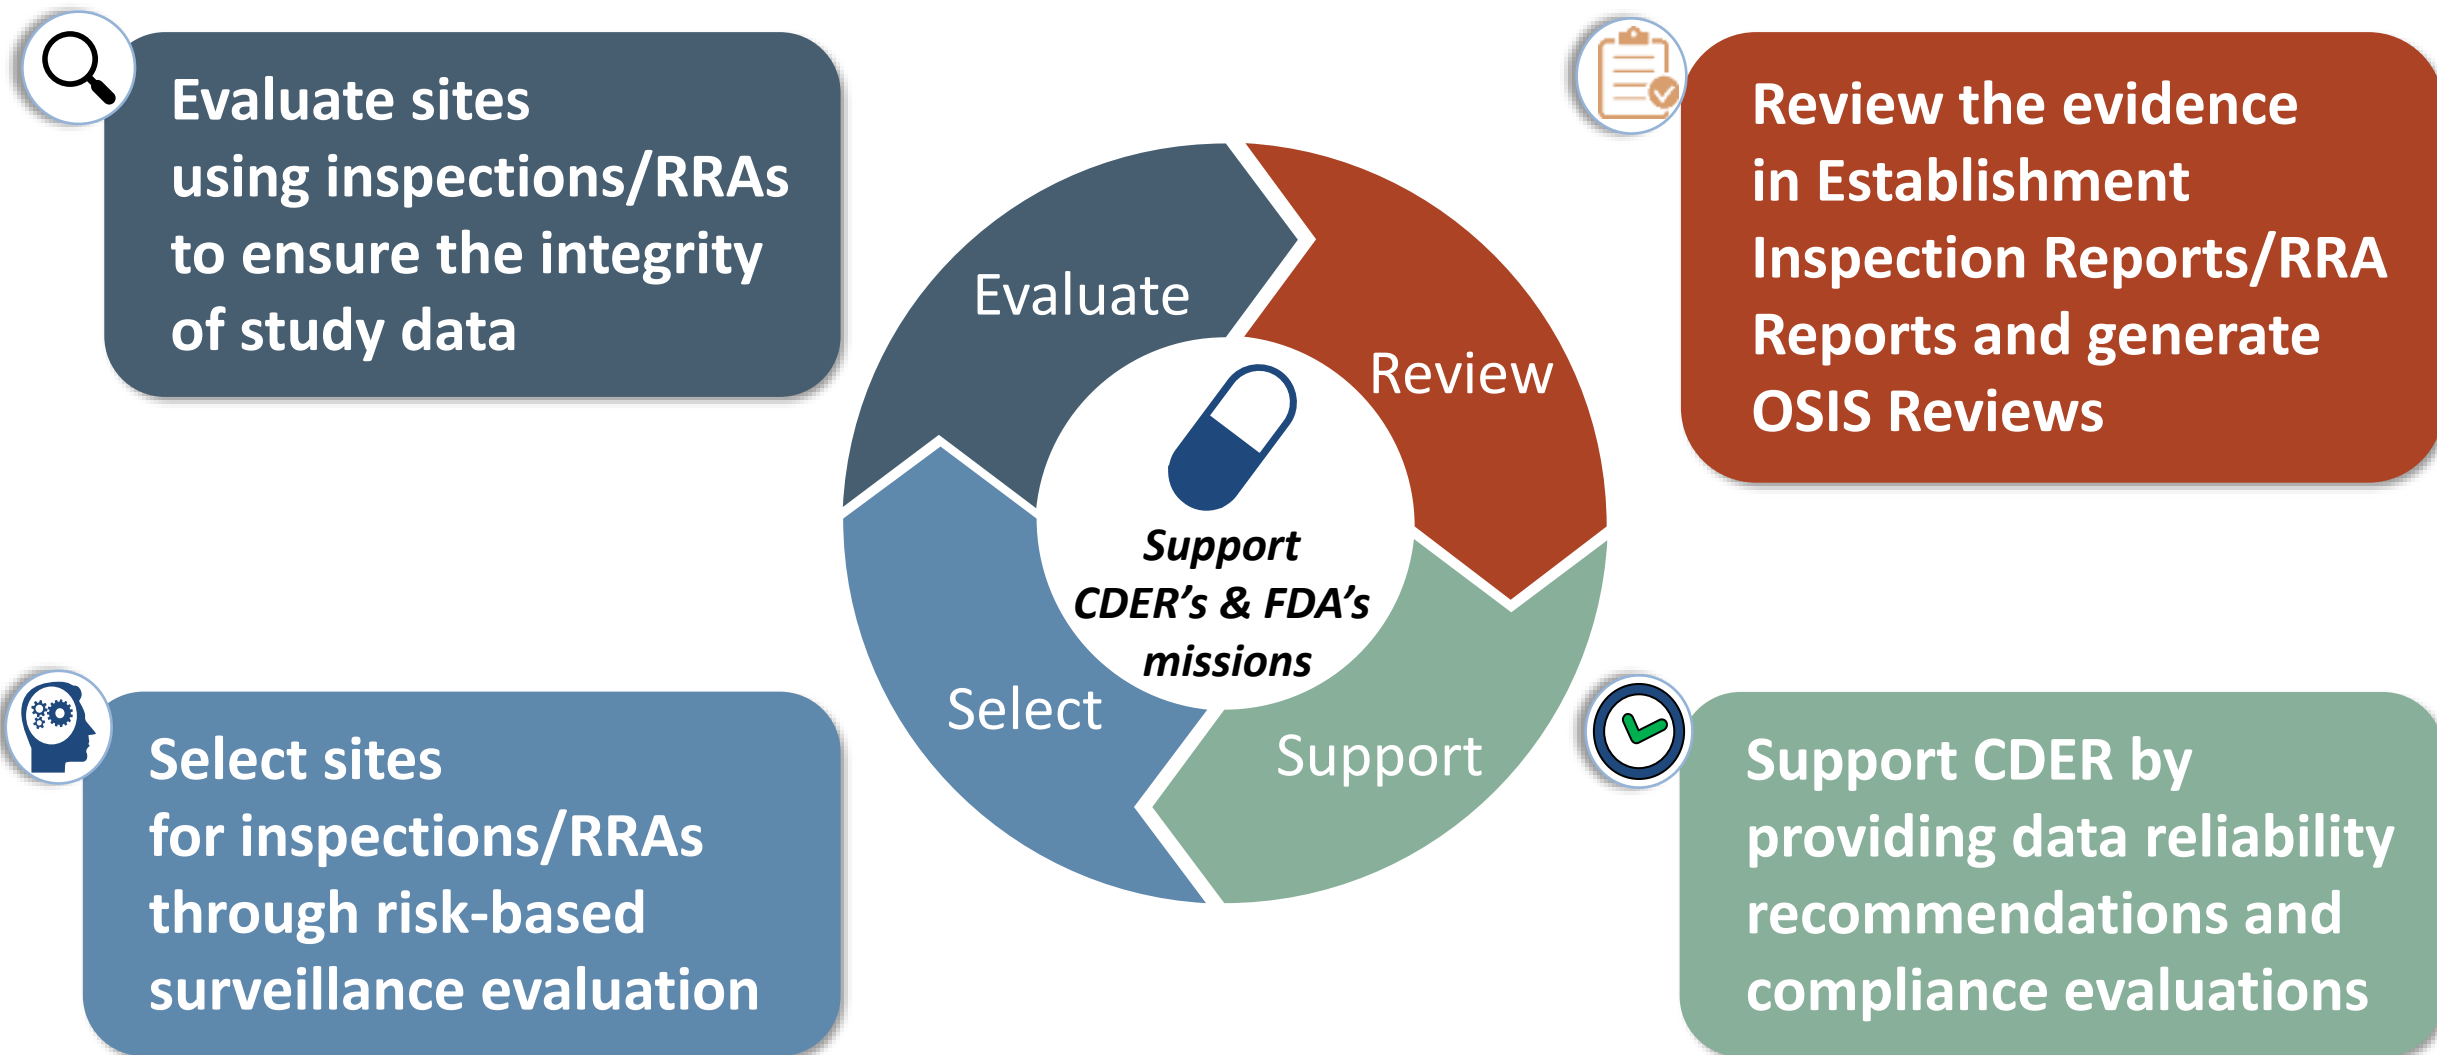 Evaluate sites
using inspections/RRAs
to ensure the integrity
of study data
Review the evidence
in Establishment
Inspection Reports/RRA
Reports and generate
OSIS Reviews
Evaluate
Review
Support
CDER’s & FDA’s
missions
Select
Support
Select sites
for inspections/RRAs
through risk-based
surveillance evaluation
Support CDER by
providing data reliability
recommendations and
compliance evaluations